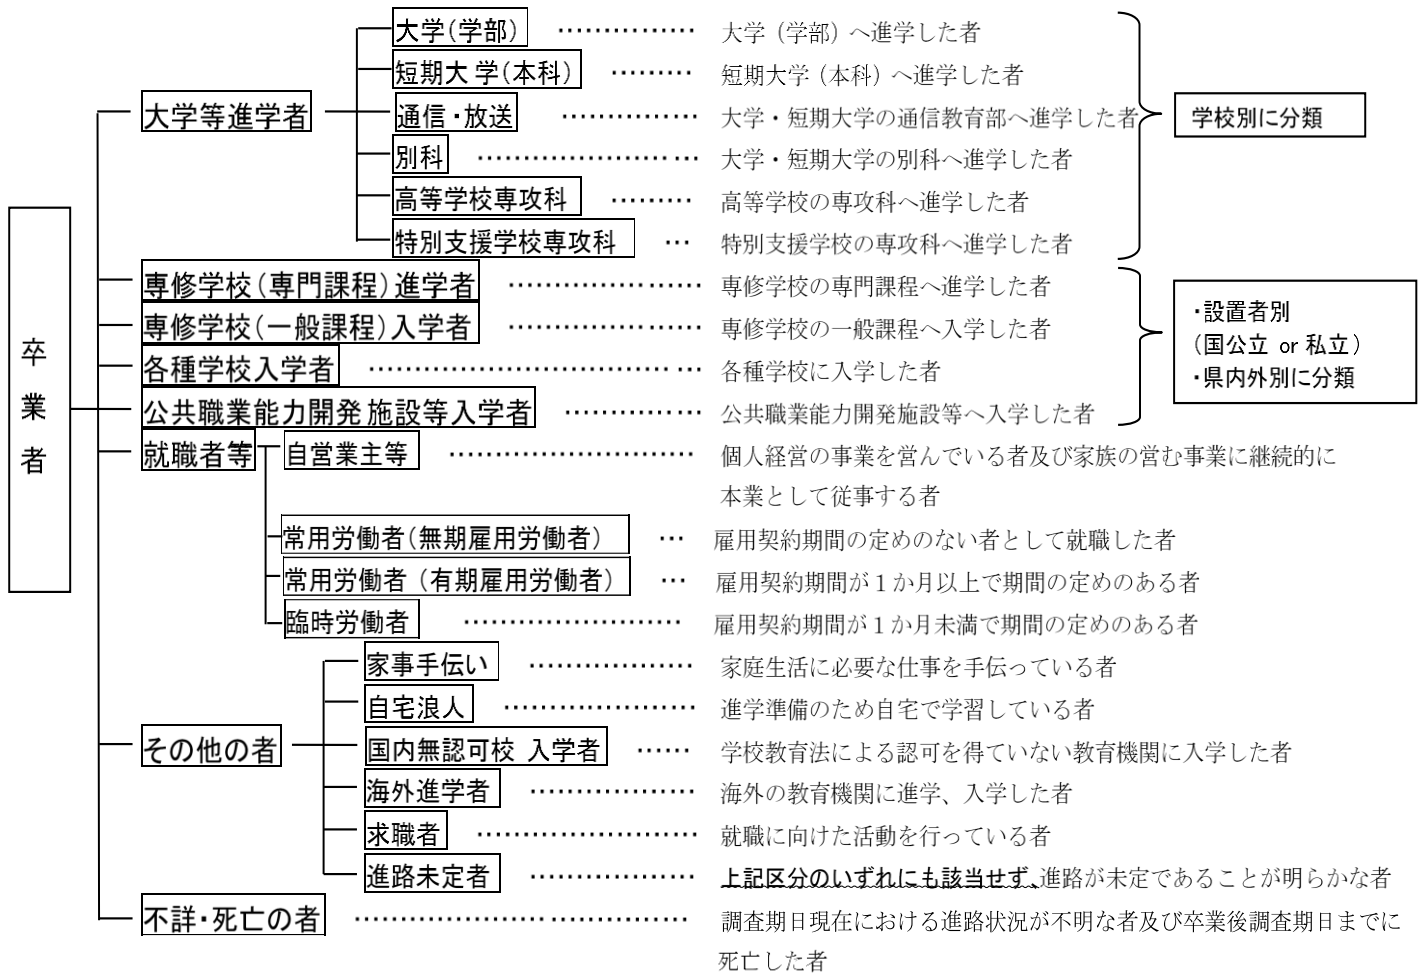 卒業者
大学等進学者
大学(学部) …………… 大学（学部）へ進学した者
短期大学(本科) ……… 短期大学（本科）へ進学した者
通信・放送 …………… 大学・短期大学の通信教育部へ進学した者
別科 …………………… 大学・短期大学の別科へ進学した者
高等学校専攻科 ……… 高等学校の専攻科へ進学した者
特別支援学校専攻科 … 特別支援学校の専攻科へ進学した者
学校別に分類
専修学校(専門課程)進学者 ………………… 専修学校の専門課程へ進学した者
専修学校(一般課程)入学者 ………………… 専修学校の一般課程へ入学した者
各種学校入学者 ……………………………… 各種学校に入学した者
公共職業能力開発施設等入学者 …………… 公共職業能力開発施設等へ入学した者
・設置者別
(国公立 or 私立)
・県内外別に分類
就職者等
自営業主等 ……………………… 個人経営の事業を営んでいる者及び家族の営む事業に継続的に
本業として従事する者
常用労働者(無期雇用労働者) … 雇用契約期間の定めのない者として就職した者
常用労働者(有期雇用労働者) … 雇用契約期間が１か月以上で期間の定めのある者
臨時労働者 …………………… 雇用契約期間が１か月未満で期間の定めのある者
その他の者
家事手伝い ……………… 家庭生活に必要な仕事を手伝っている者
自宅浪人 ………………… 進学準備のため自宅で学習している者
国内無認可校 入学者 …… 学校教育法による認可を得ていない教育機関に入学した者
海外進学者 ……………… 海外の教育機関に進学、入学した者
求職者 …………………… 就職に向けた活動を行っている者
進路未定者 ……………… 上記区分のいずれにも該当せず、進路が未定であることが明らかな者
不詳・死亡の者 ……………………………… 調査期日現在における進路状況が不明な者及び卒業後調査期日までに
死亡した者